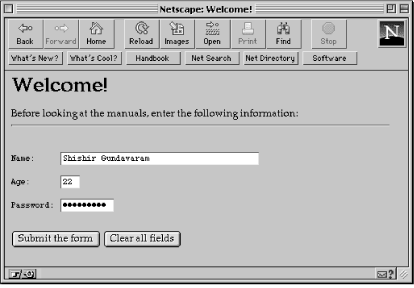 Netscape: Welcome!
Back Forward Home Reload Images Open Print Find Stop
N
What's New? What's Cool? Handbook Net Search Net Directory Software
Welcome!
Before looking at the manuals, enter the following information:
Name: Shishir Gundavaram
Age: 22
Password: •••••••••
Submit the form Clear all fields